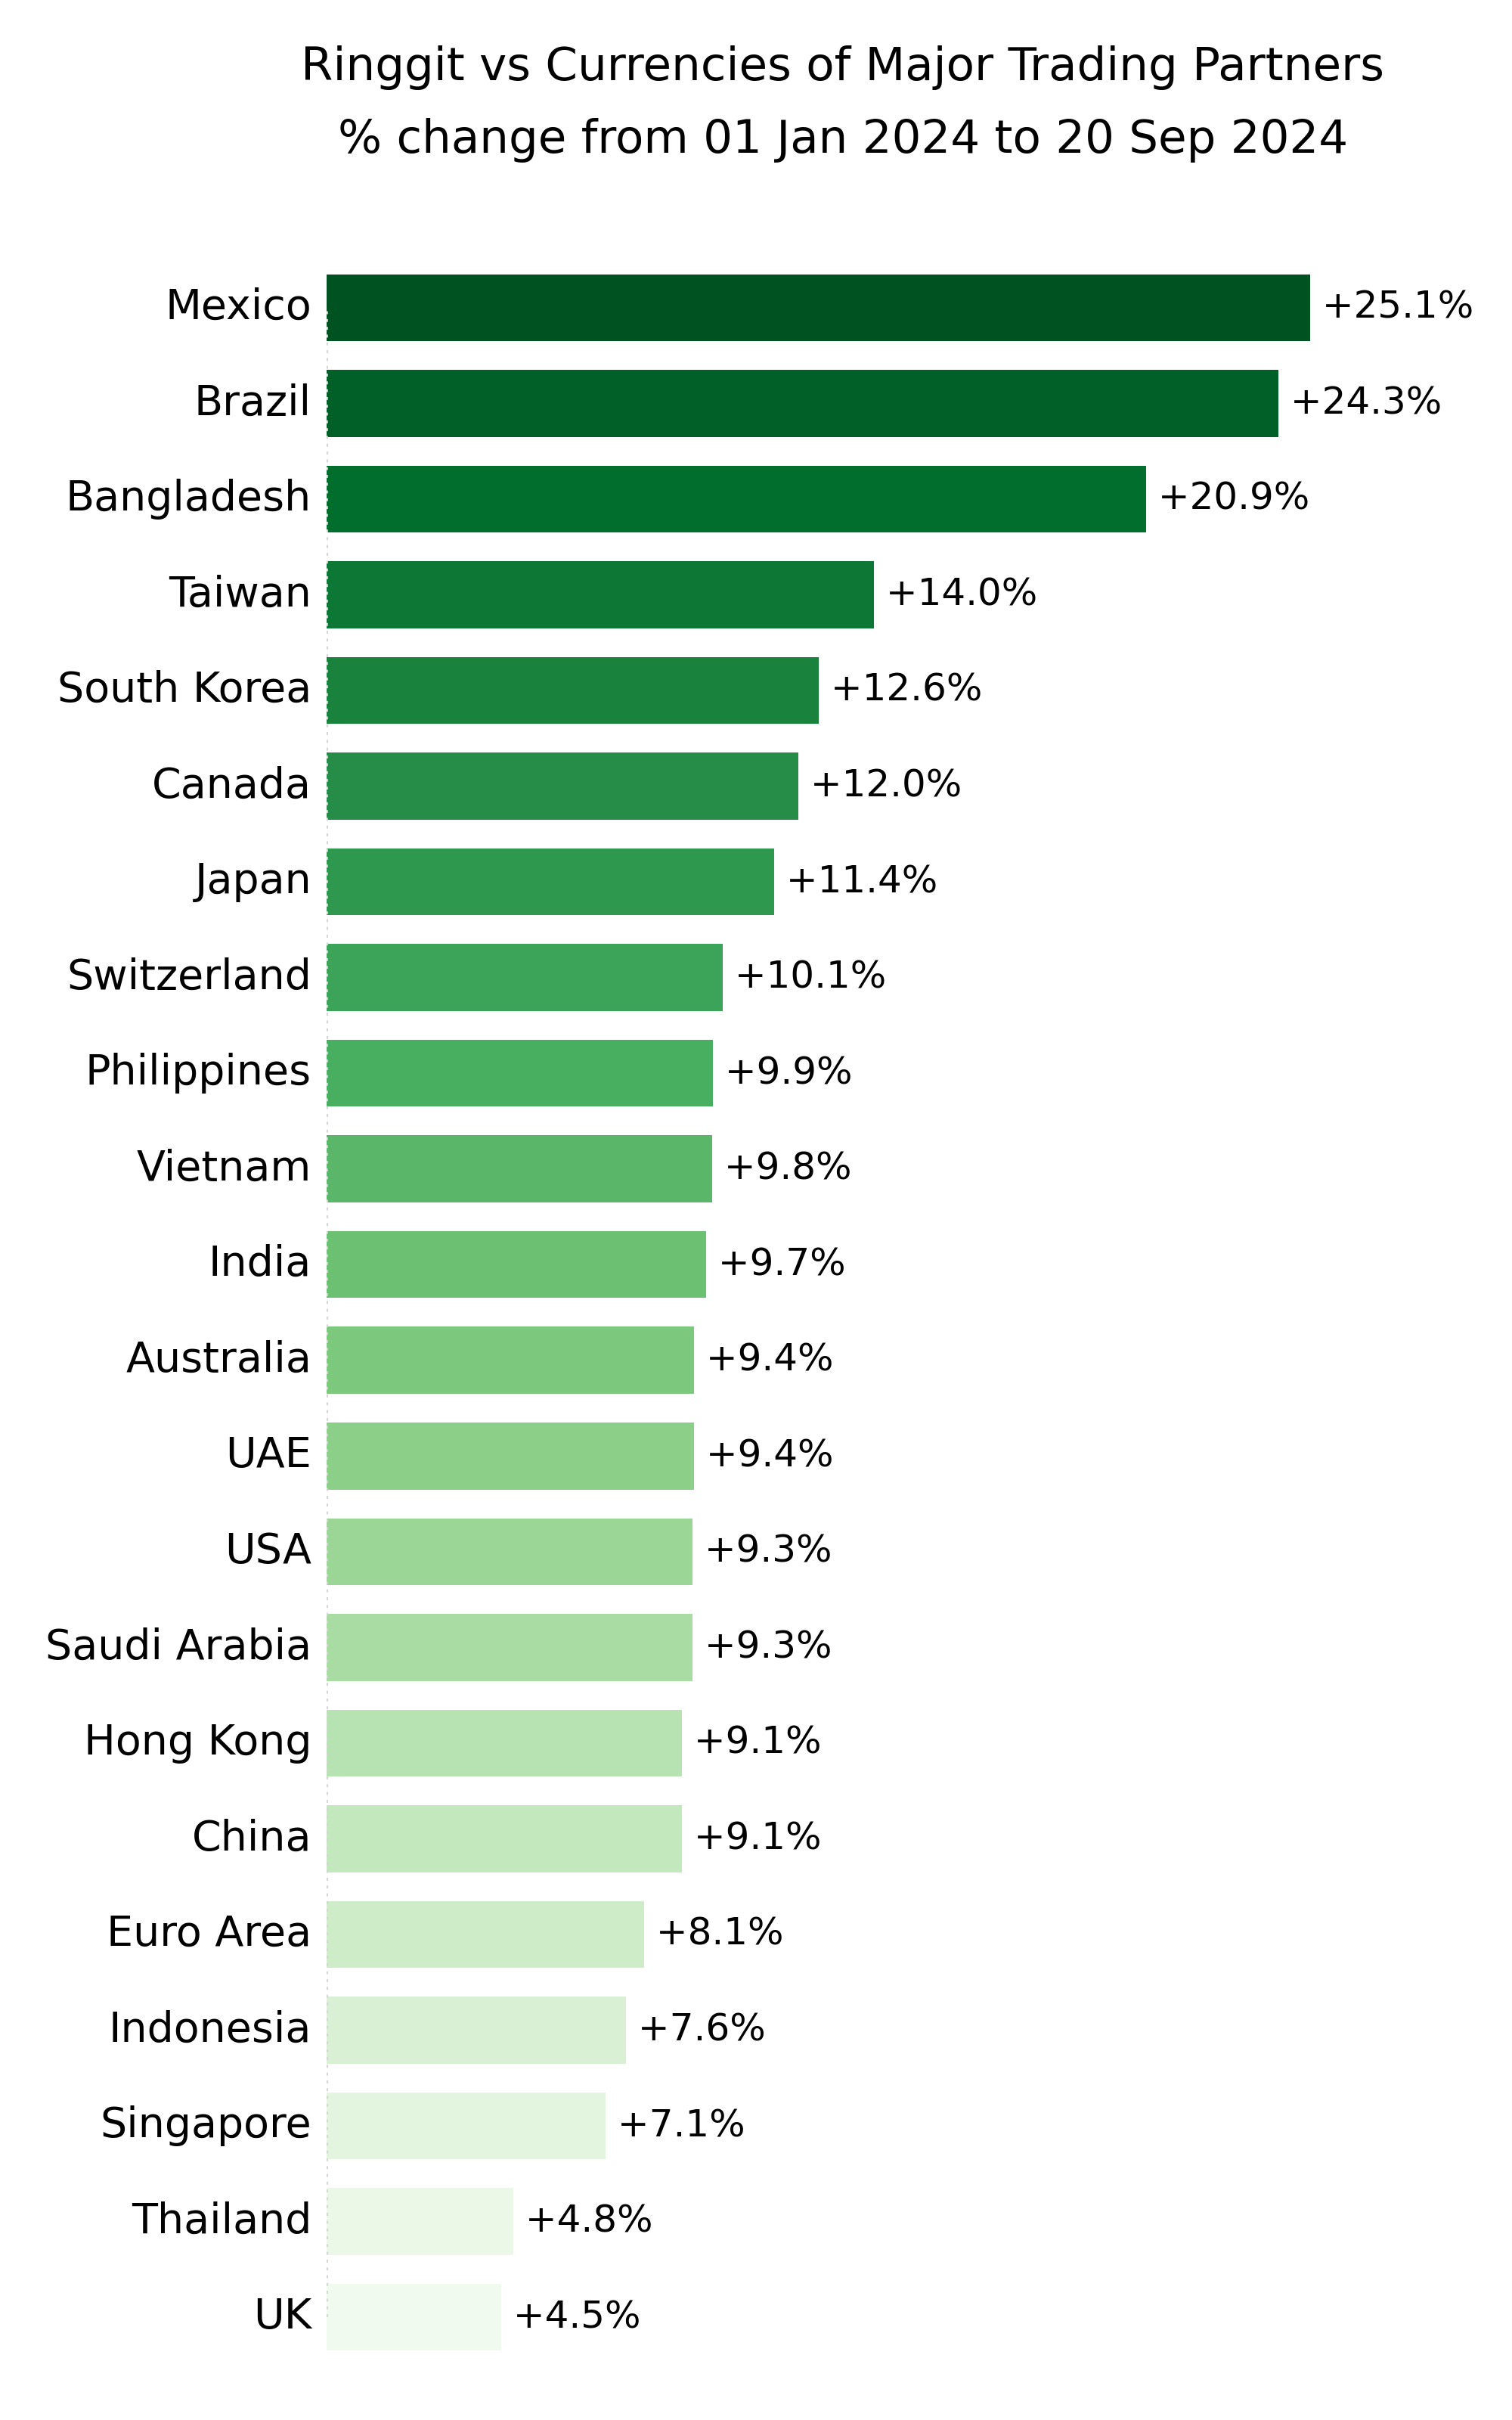 Ringgit vs Currencies of Major Trading Partners
% change from 01 Jan 2024 to 20 Sep 2024
Mexico +25.1%
Brazil +24.3%
Bangladesh +20.9%
Taiwan +14.0%
South Korea +12.6%
Canada +12.0%
Japan +11.4%
Switzerland +10.1%
Philippines +9.9%
Vietnam +9.8%
India +9.7%
Australia +9.4%
UAE +9.4%
USA +9.3%
Saudi Arabia +9.3%
Hong Kong +9.1%
China +9.1%
Euro Area +8.1%
Indonesia +7.6%
Singapore +7.1%
Thailand +4.8%
UK +4.5%